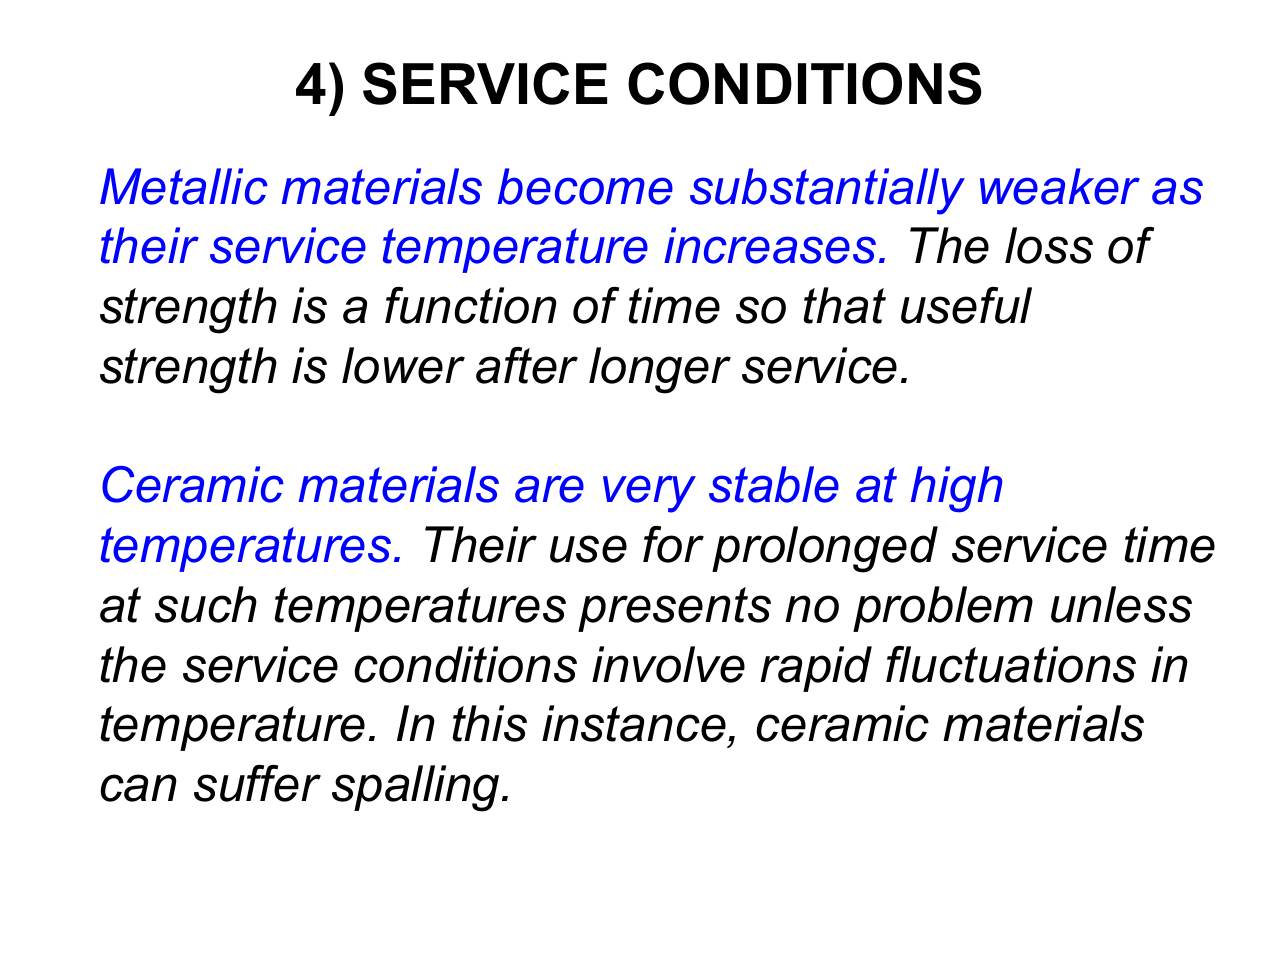 4) SERVICE CONDITIONS
Metallic materials become substantially weaker as
their service temperature increases. The loss of
strength is a function of time so that useful
strength is lower after longer service.
Ceramic materials are very stable at high
temperatures. Their use for prolonged service time
at such temperatures presents no problem unless
the service conditions involve rapid fluctuations in
temperature. In this instance, ceramic materials
can suffer spalling.